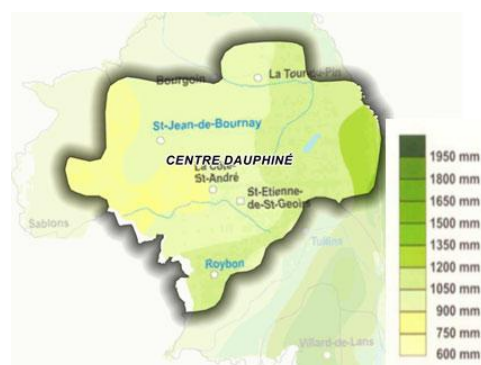 Bourgoin
La Tour du Pin
St-Jean-de-Bournay
CENTRE DAUPHINÉ
La Côte-
St-André
St-Etienne-
de-St-Geoirs
Sablons
Tullins
Roybon
Villard-de-Lans
1950 mm
1800 mm
1650 mm
1500 mm
1350 mm
1200 mm
1050 mm
900 mm
750 mm
600 mm